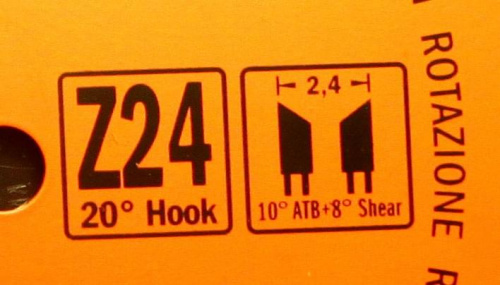 Z24
20° Hook
2,4
10° ATB+8° Shear
ROTAZIONE